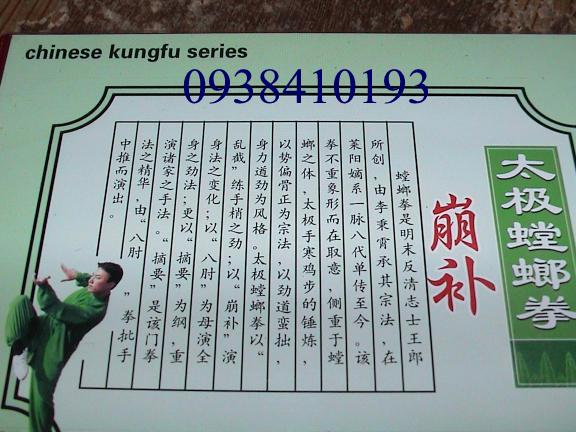 chinese kungfu series
0938410193
太极螳螂拳
崩补
螳螂拳是明末反清志士王郎
所创，由李秉霄承其宗法，在
莱阳嫡系一脉八代单传至今。该
拳不重象形而在取意，侧重于螳
螂之体，太极手寒鸡步的锤炼，
以势偏骨正为宗法，以劲道蛮拙，
身力道劲为风格。太极螳螂拳以“
乱截”练手梢之劲；以“崩补”演
身法之变化；以“八肘”为母演全
身之劲法；更以“摘要”为纲，重
演诸家之手法。“摘要”是该门拳
法之精华，由“八肘”拳批手
中推而演出。